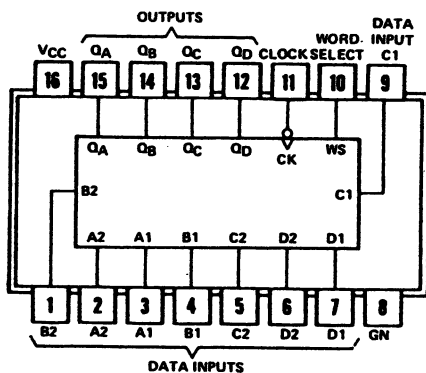 OUTPUTS
DATA
INPUT
WORD-
VCC QA QB QC QD CLOCK SELECT C1
16 15 14 13 12 11 10 9
QA QB QC QD CK WS
B2 C1
A2 A1 B1 C2 D2 D1
1 2 3 4 5 6 7 8
B2 A2 A1 B1 C2 D2 D1 GN
DATA INPUTS